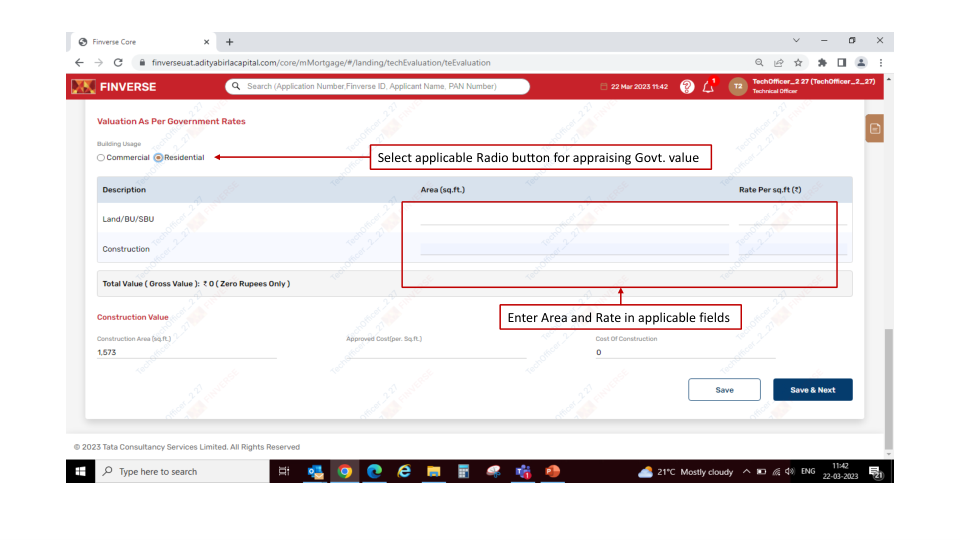 Finverse Core
finverseuat.adityabirlacapital.com/core/mMortgage/#/landing/techEvaluation/teEvaluation
FINVERSE
Search (Application Number,Finverse ID, Applicant Name, PAN Number)
22 Mar 2023 11:42
1
T2
TechOfficer_2 27 (TechOfficer_2_27)
Technical Officer
Valuation As Per Government Rates
Building Usage
Commercial Residential
Select applicable Radio button for appraising Govt. value
Description Area (sq.ft.) Rate Per sq.ft (₹)
Land/BU/SBU
Construction
Total Value ( Gross Value ): ₹ 0 ( Zero Rupees Only )
Enter Area and Rate in applicable fields
Construction Value
Construction Area (sq.ft.) Approved Cost(per. Sq.ft.) Cost Of Construction
1,573 0
Save Save & Next
© 2023 Tata Consultancy Services Limited. All Rights Reserved
Type here to search
21°C Mostly cloudy
ENG
11:42
22-03-2023
21